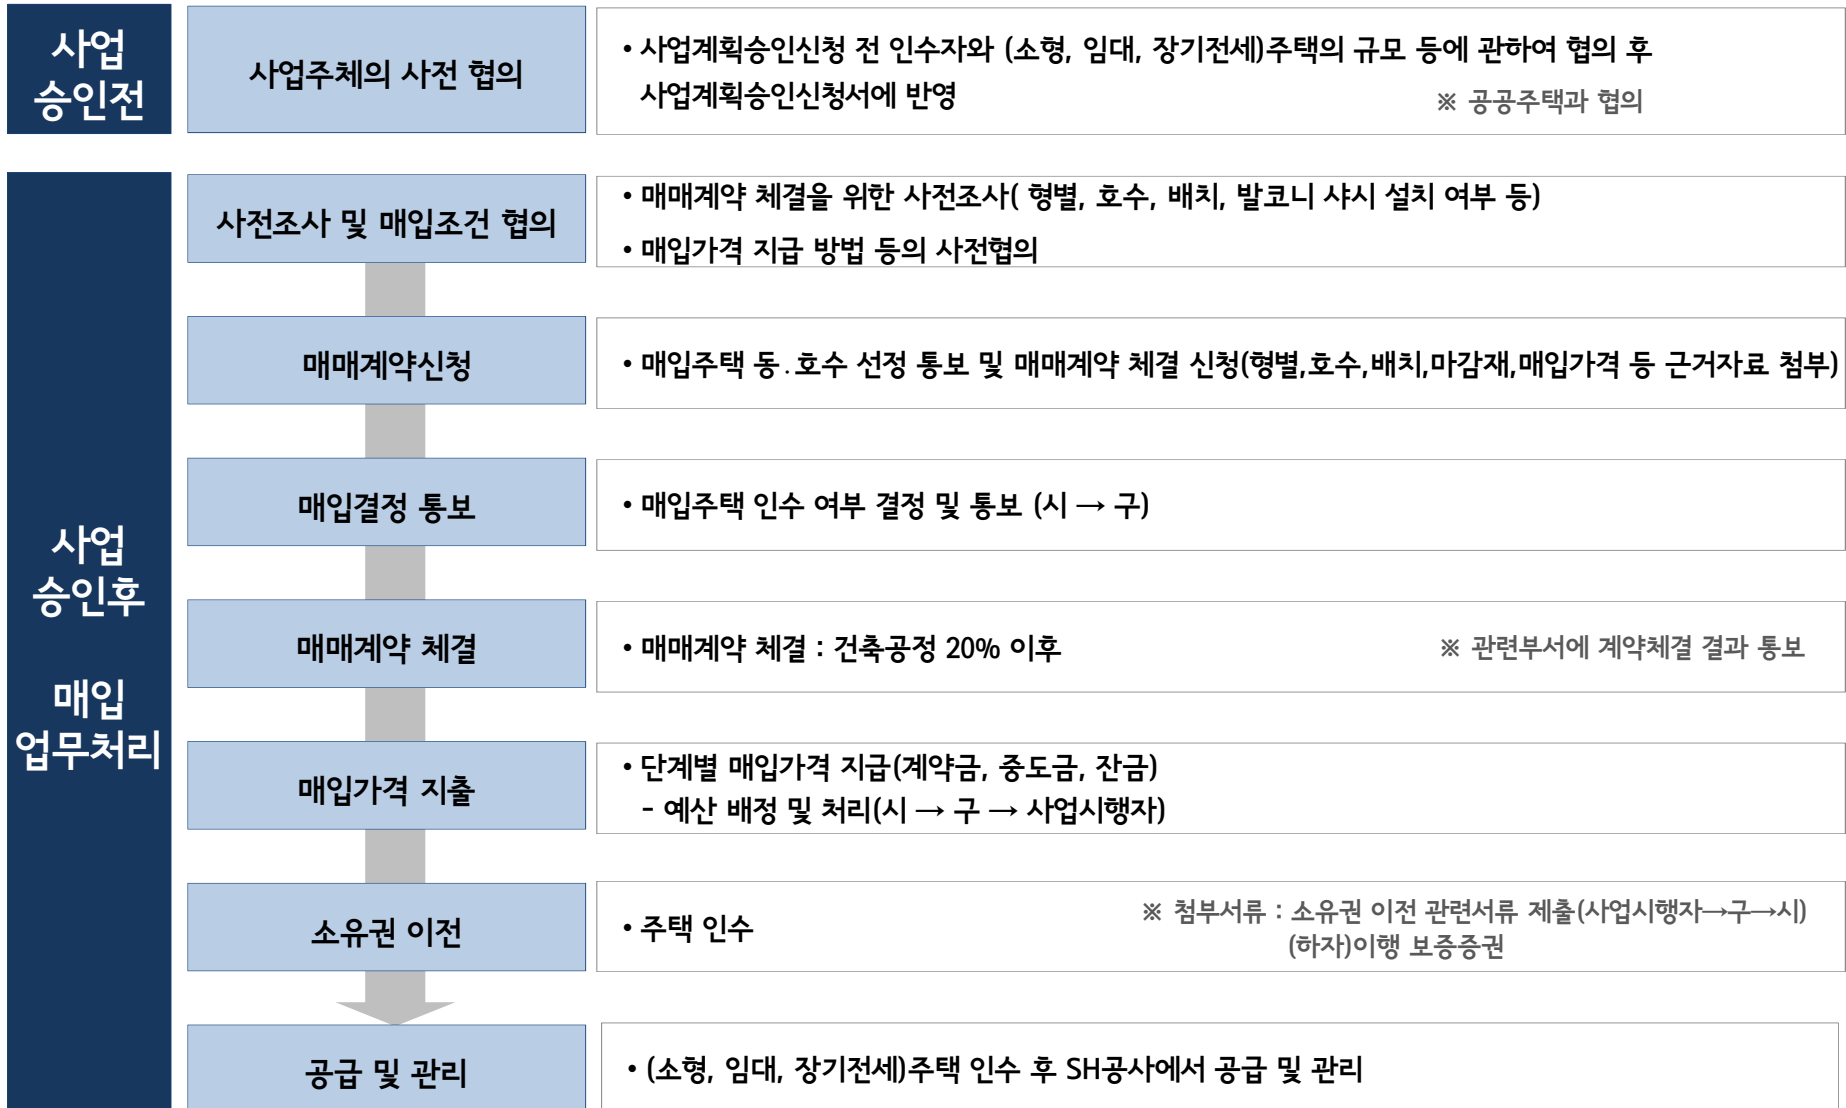 사업
승인전
사업주체의 사전 협의
• 사업계획승인신청 전 인수자와 (소형, 임대, 장기전세)주택의 규모 등에 관하여 협의 후
사업계획승인신청서에 반영
※ 공공주택과 협의
사업
승인후
매입
업무처리
사전조사 및 매입조건 협의
• 매매계약 체결을 위한 사전조사( 형별, 호수, 배치, 발코니 샤시 설치 여부 등)
• 매입가격 지급 방법 등의 사전협의
매매계약신청
• 매입주택 동.호수 선정 통보 및 매매계약 체결 신청(형별,호수,배치,마감재,매입가격 등 근거자료 첨부)
매입결정 통보
• 매입주택 인수 여부 결정 및 통보 (시 → 구)
매매계약 체결
• 매매계약 체결 : 건축공정 20% 이후
※ 관련부서에 계약체결 결과 통보
매입가격 지출
• 단계별 매입가격 지급(계약금, 중도금, 잔금)
- 예산 배정 및 처리(시 → 구 → 사업시행자)
소유권 이전
• 주택 인수
※ 첨부서류 : 소유권 이전 관련서류 제출(사업시행자→구→시)
(하자)이행 보증증권
공급 및 관리
• (소형, 임대, 장기전세)주택 인수 후 SH공사에서 공급 및 관리